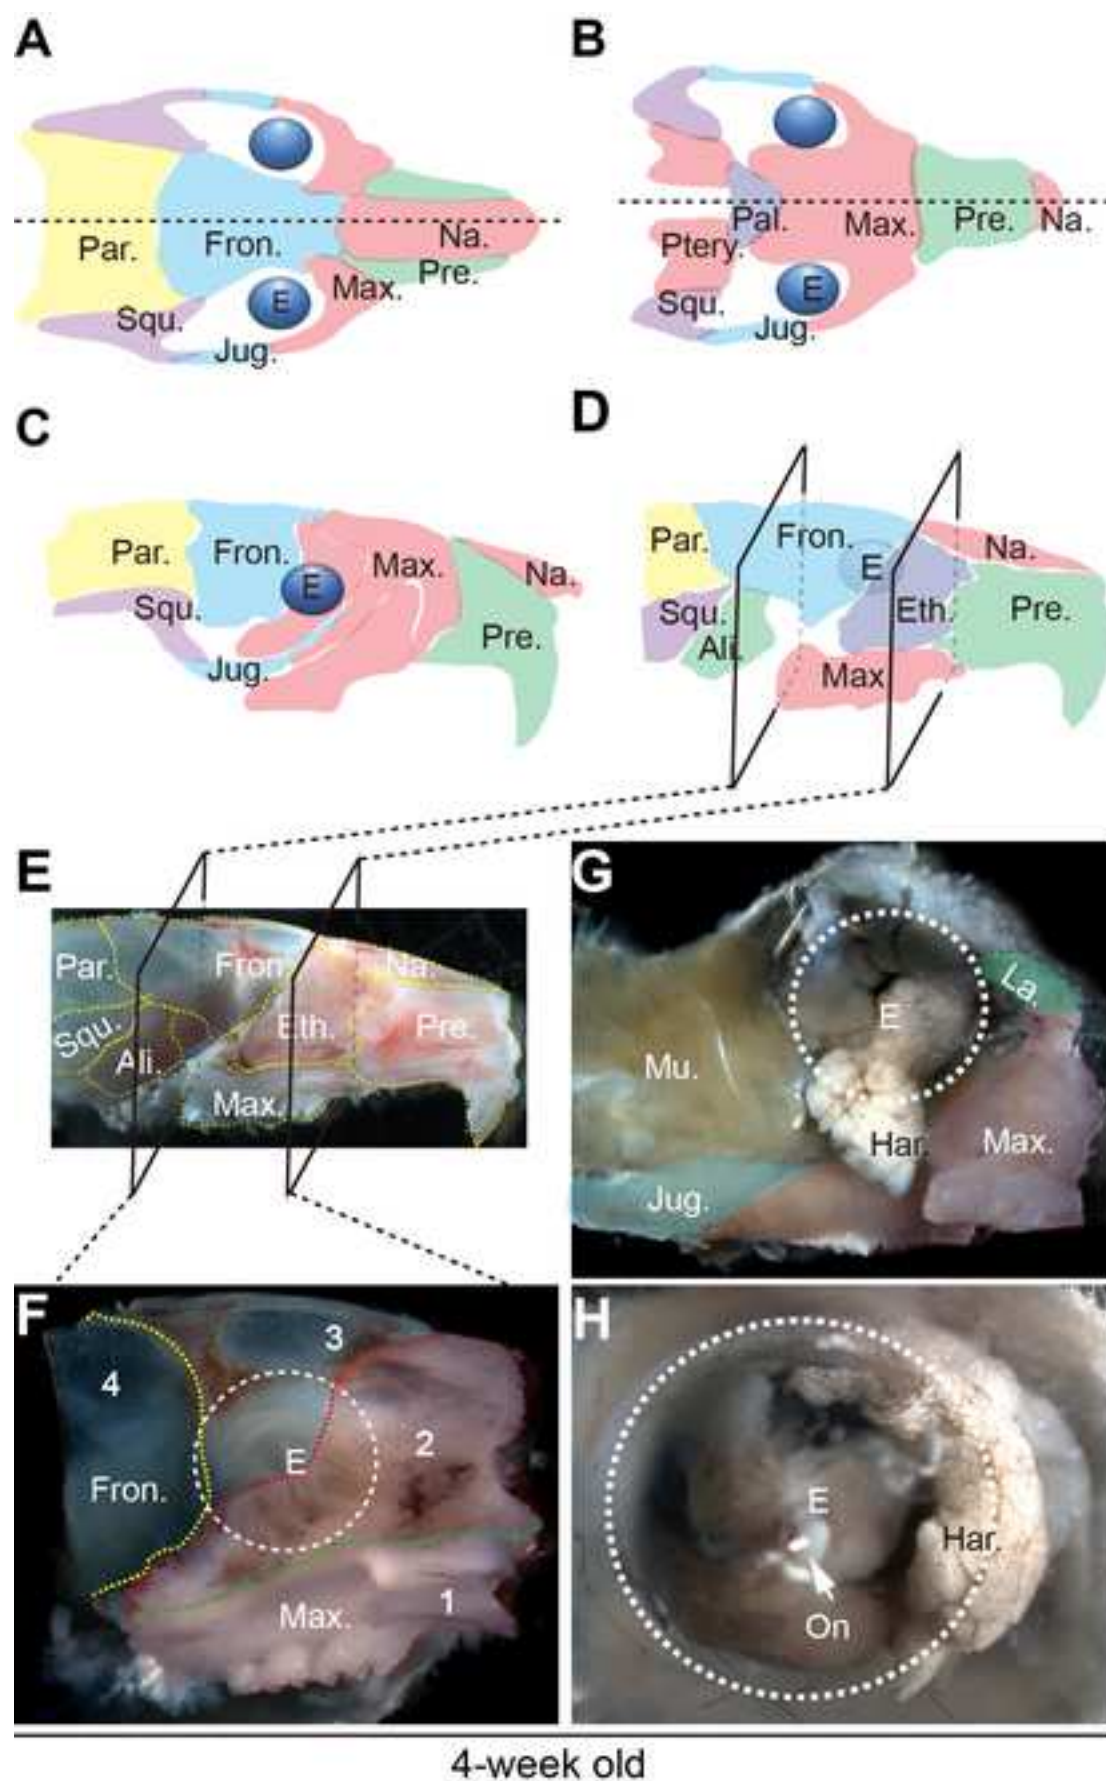 A
Par.
Fron.
Na.
Pre.
Max.
E
Squ.
Jug.
B
Pal.
Max.
Pre.
Na.
Ptery.
E
Squ.
Jug.
C
Par.
Fron.
Max.
E
Na.
Squ.
Pre.
Jug.
D
Par.
Fron.
Na.
E
Squ.
Eth.
Pre.
Ali.
Max
E
Par.
Fron
Na.
Squ.
Eth.
Pre.
Ali.
Max.
G
La.
E
Mu.
Har.
Max.
Jug.
F
3
4
2
E
Fron.
Max.
1
H
E
Har.
On
4-week old